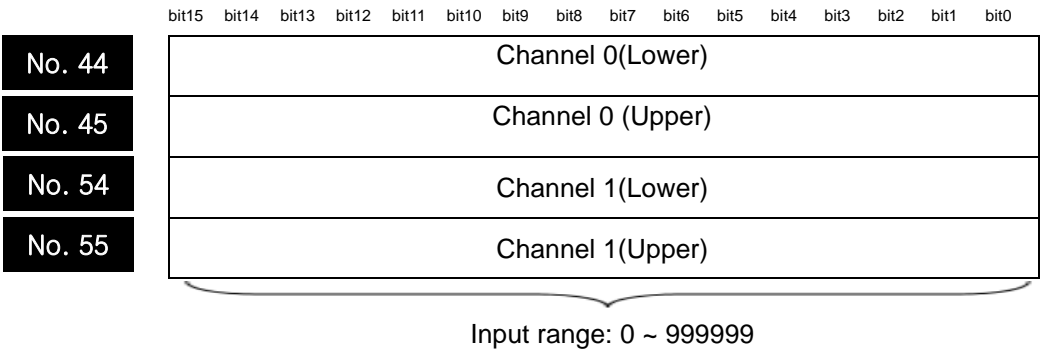 bit15 bit14 bit13 bit12 bit11 bit10 bit9 bit8 bit7 bit6 bit5 bit4 bit3 bit2 bit1 bit0
No. 44 Channel 0(Lower)
No. 45 Channel 0 (Upper)
No. 54 Channel 1(Lower)
No. 55 Channel 1(Upper)
Input range: 0 ~ 999999